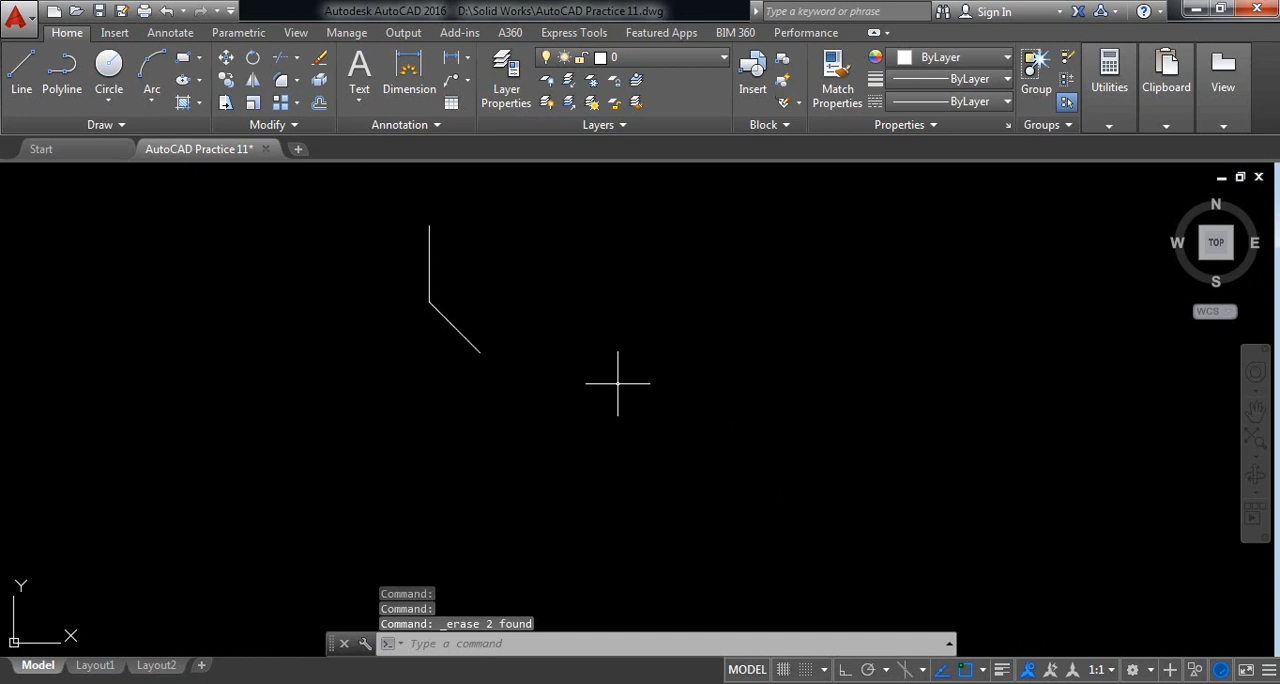 Autodesk AutoCAD 2016 D:\Solid Works\AutoCAD Practice 11.dwg
Type a keyword or phrase
Sign In
Home Insert Annotate Parametric View Manage Output Add-ins A360 Express Tools Featured Apps BIM 360 Performance
0
ByLayer
ByLayer
ByLayer
Line Polyline Circle Arc Text Dimension Layer Properties Insert Match Properties Group Utilities Clipboard View
Draw Modify Annotation Layers Block Properties Groups
Start AutoCAD Practice 11*
N
W TOP E
S
WCS
Y
X
Command:
Command:
Command: _erase 2 found
Type a command
Model Layout1 Layout2
MODEL 1:1